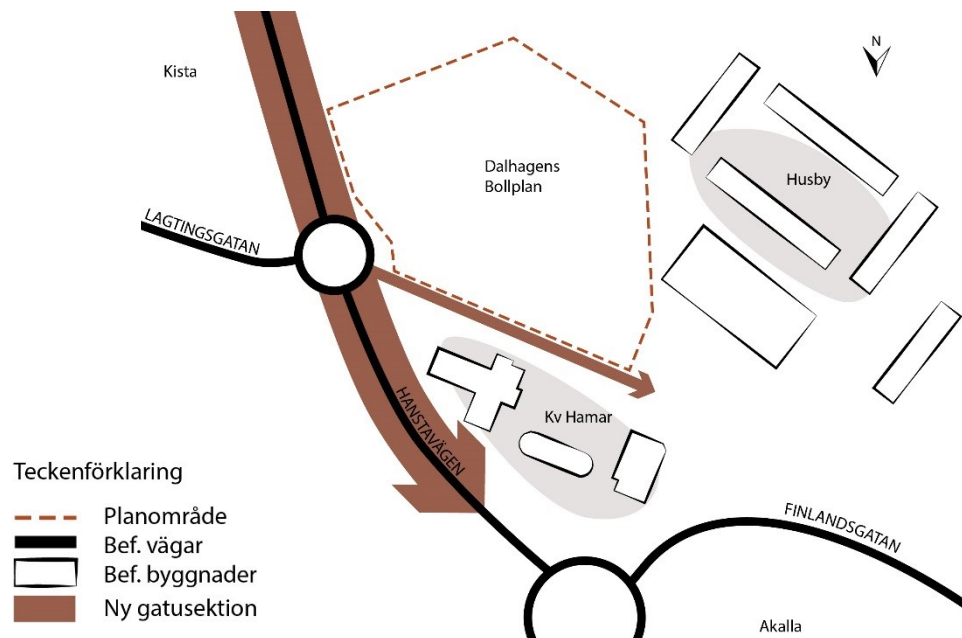 Kista
N
Dalhagens
Bollplan
Husby
LAGTINGSGATAN
HANSTAVÄGEN
Kv Hamar
FINLANDSGATAN
Akalla
Teckenförklaring
Planområde
Bef. vägar
Bef. byggnader
Ny gatusektion